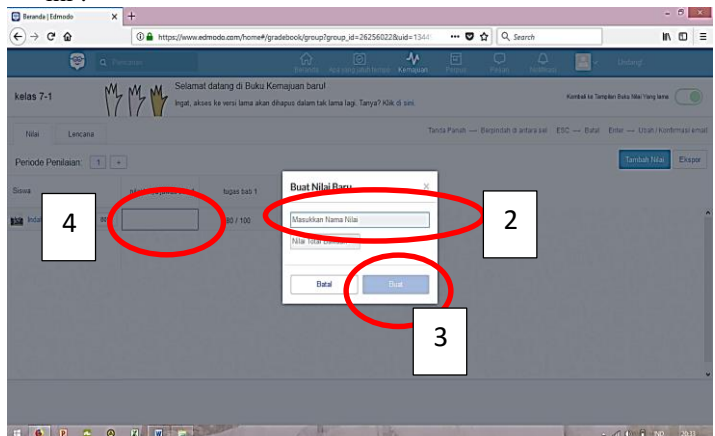 Beranda | Edmodo
https://www.edmodo.com/home#/gradebook/group?group_id=26256022&uid=1344
Search
Beranda
Kemajuan
Pesan
kelas 7-1
Selamat datang di Buku Kemajuan baru!
Ingat, akses ke versi lama akan dihapus dalam tak lama lagi. Tanya? Klik di sini.
Kembali ke Tampilan Buku Nilai Yang lama
Nilai
Lencana
Tanda Panah — Berpindah di antara sel ESC — Batal Enter — Ubah / Konfirmasi email
Periode Penilaian: 1 +
Tambah Nilai
Ekspor
Siswa
tugas bab 1
80 / 100
Buat Nilai Baru
×
Masukkan Nama Nilai
Nilai Total
Batal
Buat
2
3
4